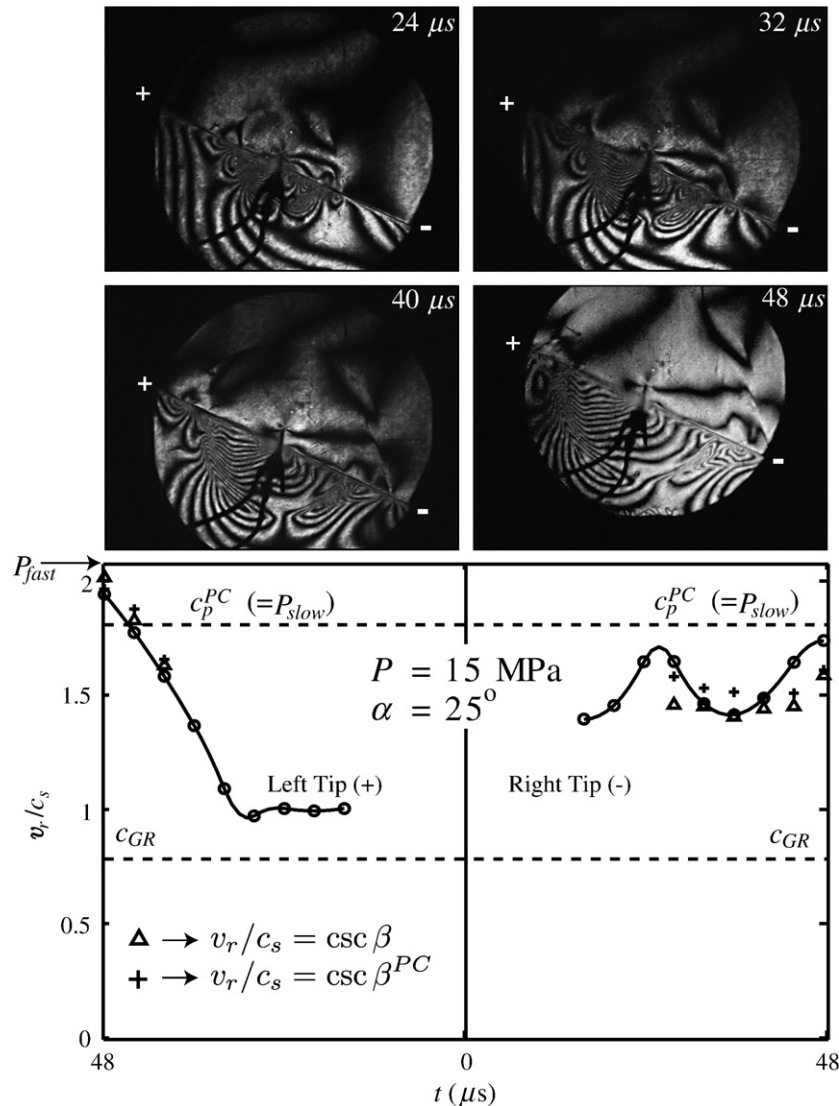 24 μs
32 μs
+
+
-
-
40 μs
48 μs
+
+
-
-
P_fast
2
c_p^PC (=P_slow)
c_p^PC (=P_slow)
P = 15 MPa
α = 25°
1.5
Left Tip (+)
Right Tip (-)
v_r/c_s
1
c_GR
c_GR
0.5
△ → v_r/c_s = csc β
+ → v_r/c_s = csc β^PC
0
48
0
48
t (μs)